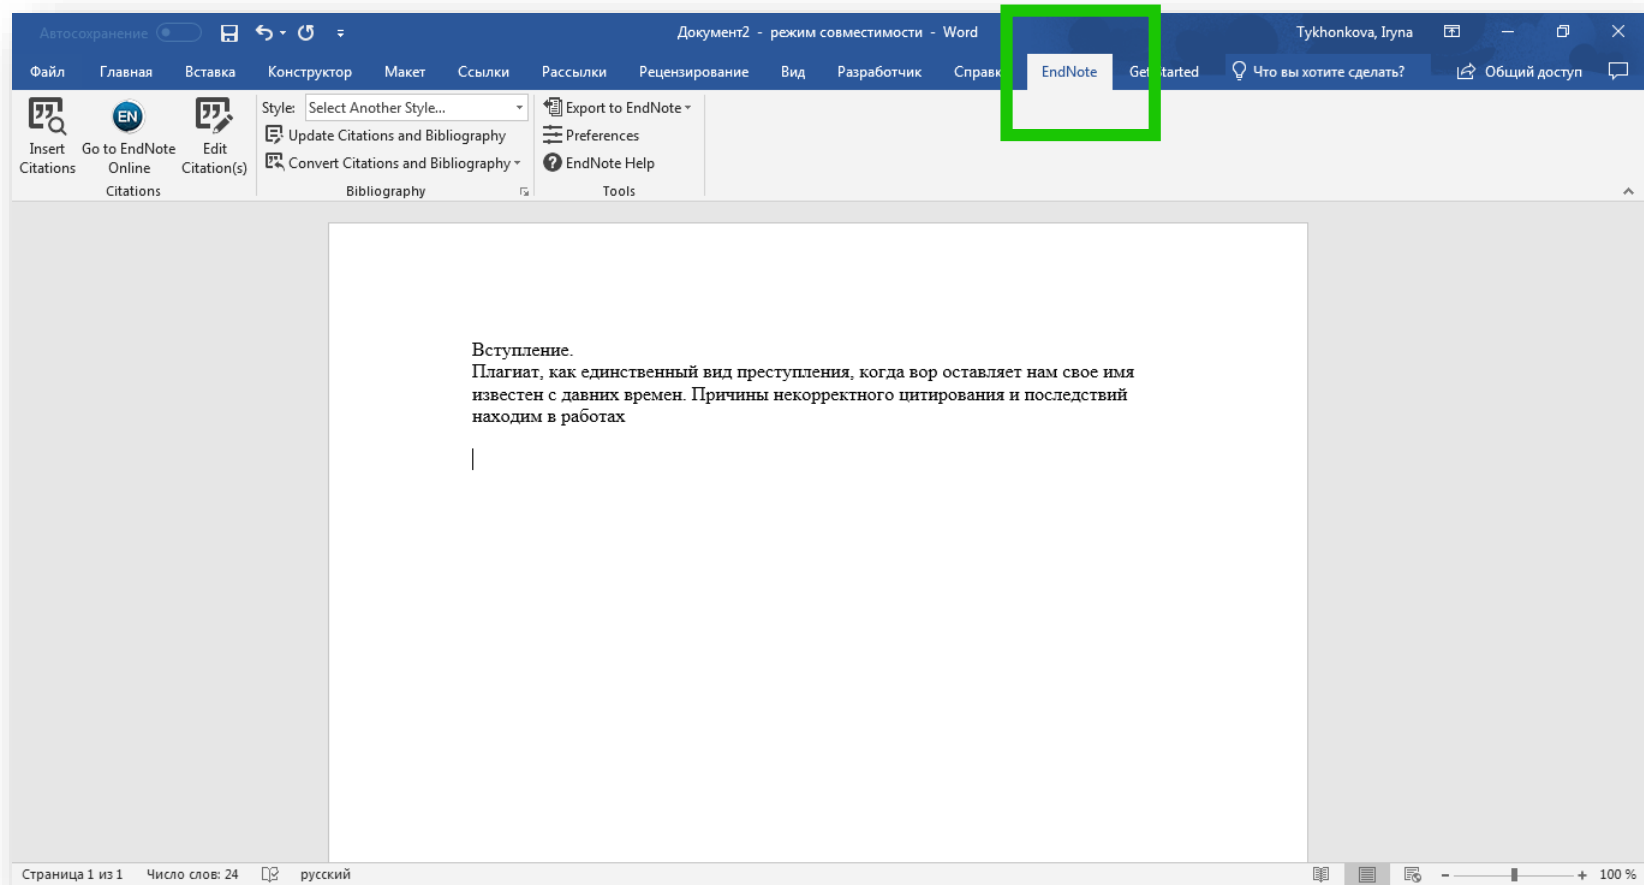 Автосохранение
Документ2 - режим совместимости - Word
Tykhonkova, Iryna
Файл Главная Вставка Конструктор Макет Ссылки Рассылки Рецензирование Вид Разработчик Справк EndNote Get Started Что вы хотите сделать? Общий доступ
Insert Citations
Go to EndNote Online
Edit Citation(s)
Citations
Style: Select Another Style...
Update Citations and Bibliography
Convert Citations and Bibliography
Bibliography
Export to EndNote
Preferences
EndNote Help
Tools
EN
Вступление.
Плагиат, как единственный вид преступления, когда вор оставляет нам свое имя
известен с давних времен. Причины некорректного цитирования и последствий
находим в работах
Страница 1 из 1 Число слов: 24 русский 100 %